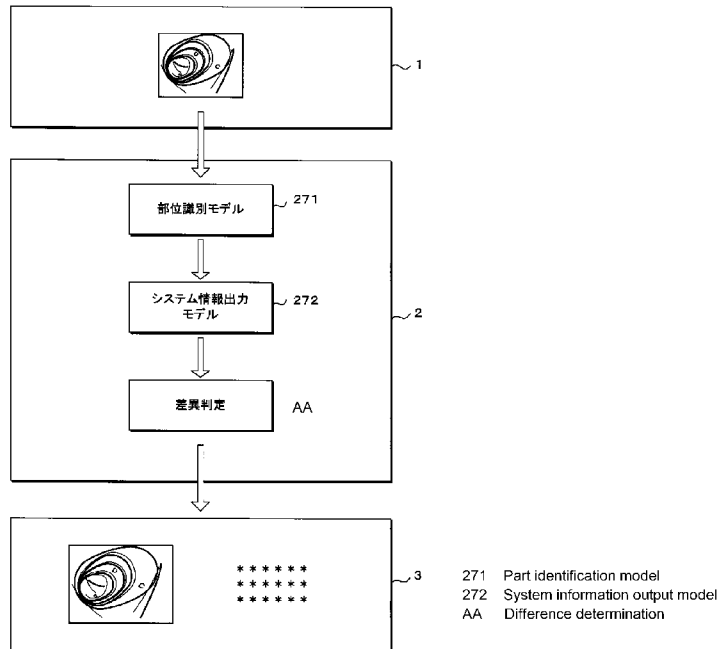 1
部位識別モデル
271
システム情報出力
モデル
272
2
差異判定
AA
******
******
******
3
271 Part identification model
272 System information output model
AA Difference determination